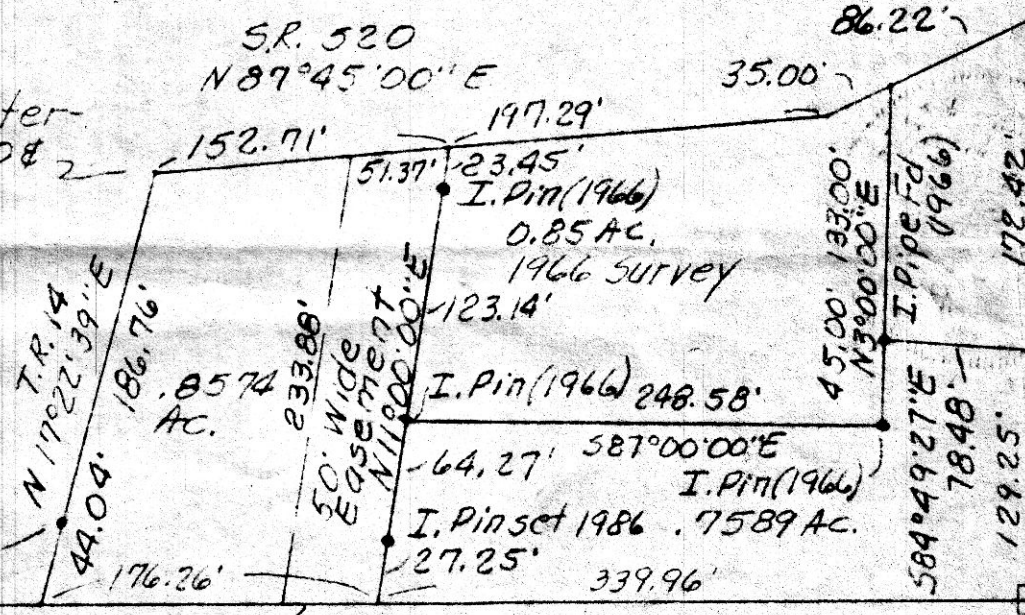 86.22'
S.R. 520
N 87°45'00" E
35.00'
ter-
152.71'
197.29'
51.37'
23.45'
I. Pin (1966)
0.85 AC.
1966 Survey
123.14'
133.00'
45.00'
N3°00'00"E
I. Pipe Fd.
(1966)
172.42'
T.R. 14
N 17°22'39" E
186.76'
44.04'
.8574
AC.
233.88'
50' Wide
Easement
N11°00'00"E
I. Pin (1966)
248.58'
S87°00'00"E
64.27'
I. Pin (1966)
I. Pin set 1986
.7589 AC.
27.25'
S84°49'27"E
78.48'
129.25'
176.26'
339.96'